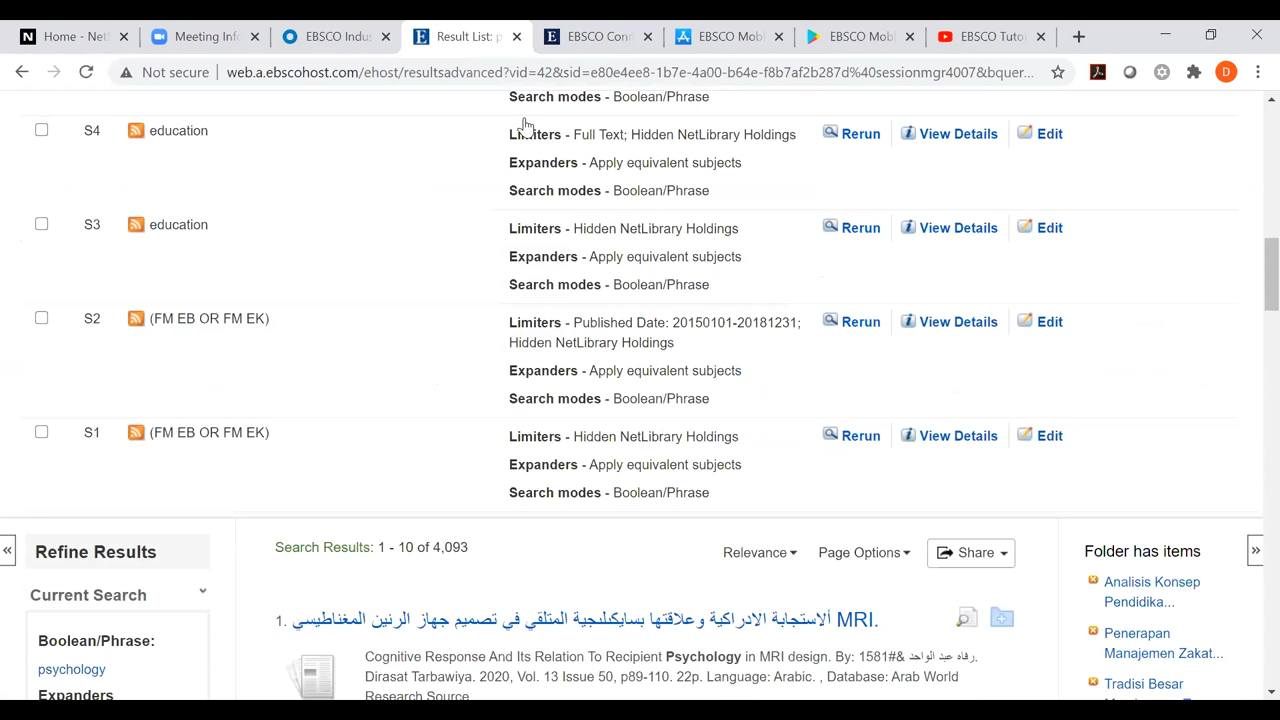 Home - Net
Meeting Info
EBSCO Indus
Result List: p
EBSCO Conn
EBSCO Mobi
EBSCO Mobi
EBSCO Tuto
Not secure
web.a.ebscohost.com/ehost/resultsadvanced?vid=42&sid=e80e4ee8-1b7e-4a00-b64e-f8b7af2b287d%40sessionmgr4007&bquer...
D
Search modes - Boolean/Phrase
S4 education
Limiters - Full Text; Hidden NetLibrary Holdings
Rerun View Details Edit
Expanders - Apply equivalent subjects
Search modes - Boolean/Phrase
S3 education
Limiters - Hidden NetLibrary Holdings
Rerun View Details Edit
Expanders - Apply equivalent subjects
Search modes - Boolean/Phrase
S2 (FM EB OR FM EK)
Limiters - Published Date: 20150101-20181231;
Hidden NetLibrary Holdings
Rerun View Details Edit
Expanders - Apply equivalent subjects
Search modes - Boolean/Phrase
S1 (FM EB OR FM EK)
Limiters - Hidden NetLibrary Holdings
Rerun View Details Edit
Expanders - Apply equivalent subjects
Search modes - Boolean/Phrase
Refine Results
Current Search
Boolean/Phrase:
psychology
Expanders
Search Results: 1 - 10 of 4,093
Relevance Page Options Share
1. ألاستجابة الادراكية وعلاقتها بسايكىلىجية المتلقي في تصميم جهاز الرنين المغناطيسي MRI.
Cognitive Response And Its Relation To Recipient Psychology in MRI design. By: 1581#& رفاه عبد الواحد.
Dirasat Tarbawiya. 2020, Vol. 13 Issue 50, p89-110. 22p. Language: Arabic. , Database: Arab World
Research Source
Folder has items
Analisis Konsep
Pendidika...
Penerapan
Manajemen Zakat...
Tradisi Besar